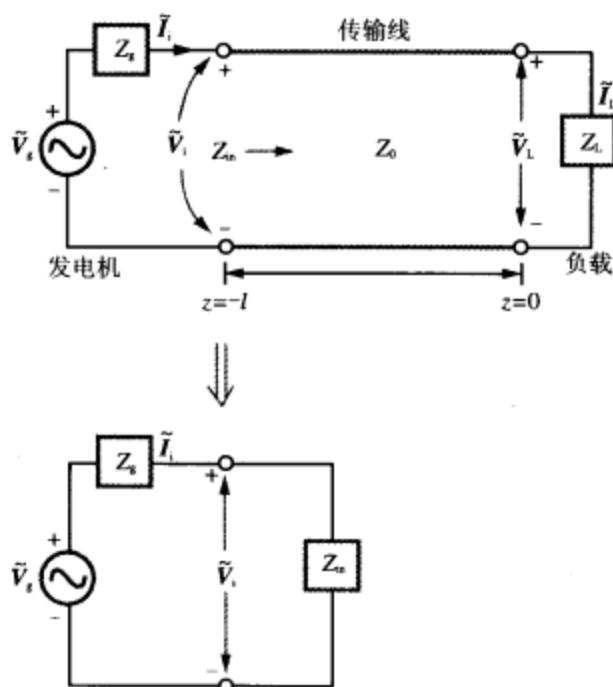 Z_g Ĩ_i 传输线
+ + +
Ĩ_L
Ṽ_g Ṽ_i Z_in Z_0 Ṽ_L Z_L
− − −
发电机 负载
z=-l z=0
Z_g Ĩ_i
+ +
Ṽ_g Ṽ_i Z_in
− −